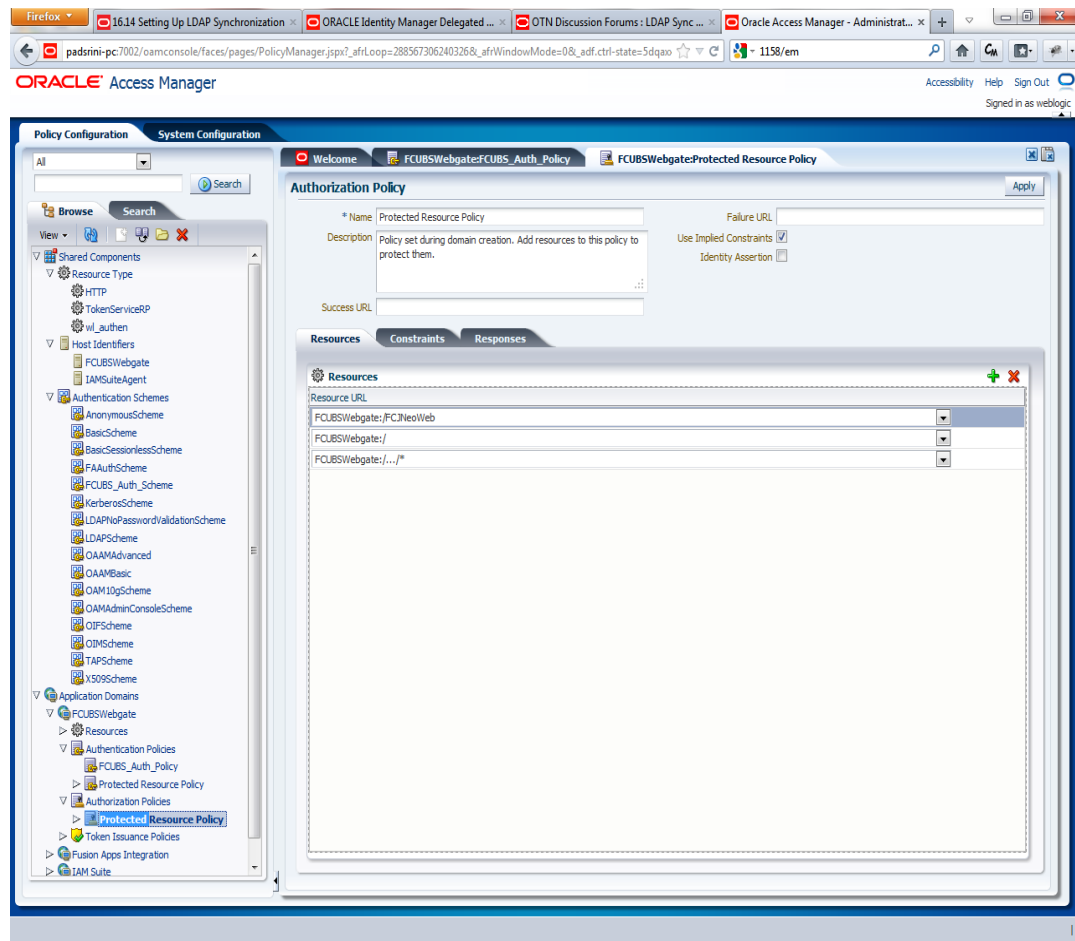 Firefox
16.14 Setting Up LDAP Synchronization ×
ORACLE Identity Manager Delegated ... ×
OTN Discussion Forums : LDAP Sync ... ×
Oracle Access Manager - Administrat... ×
padsrini-pc:7002/oamconsole/faces/pages/PolicyManager.jspx?_afrLoop=288567306240326&_afrWindowMode=0&_adf.ctrl-state=5dqax
1158/em
ORACLE Access Manager
Accessibility Help Sign Out
Signed in as weblogic
Policy Configuration System Configuration
All
Search
Browse Search
View
Shared Components
Resource Type
HTTP
TokenServiceRP
wl_authen
Host Identifiers
FCUBSWebgate
IAMSuiteAgent
Authentication Schemes
AnonymousScheme
BasicScheme
BasicSessionlessScheme
FAAuthScheme
FCUBS_Auth_Scheme
KerberosScheme
LDAPNoPasswordValidationScheme
LDAPScheme
OAAMAdvanced
OAAMBasic
OAM10gScheme
OAMAdminConsoleScheme
OIFScheme
OIMScheme
TAPScheme
X509Scheme
Application Domains
FCUBSWebgate
Resources
Authentication Policies
FCUBS_Auth_Policy
Protected Resource Policy
Authorization Policies
Protected Resource Policy
Token Issuance Policies
Fusion Apps Integration
IAM Suite
Welcome FCUBSWebgate:FCUBS_Auth_Policy FCUBSWebgate:Protected Resource Policy
Authorization Policy
Apply
* Name Protected Resource Policy
Description Policy set during domain creation. Add resources to this policy to
protect them.
Success URL
Failure URL
Use Implied Constraints
Identity Assertion
Resources Constraints Responses
Resources
Resource URL
FCUBSWebgate:/FCJNeoWeb
FCUBSWebgate:/
FCUBSWebgate:/.../*